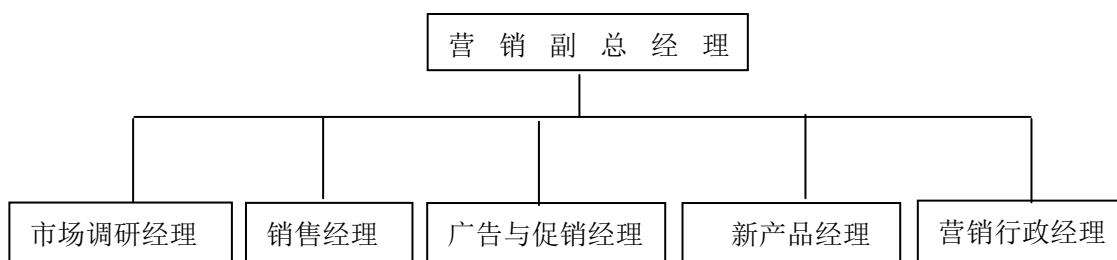 营销副总经理
市场调研经理
销售经理
广告与促销经理
新产品经理
营销行政经理